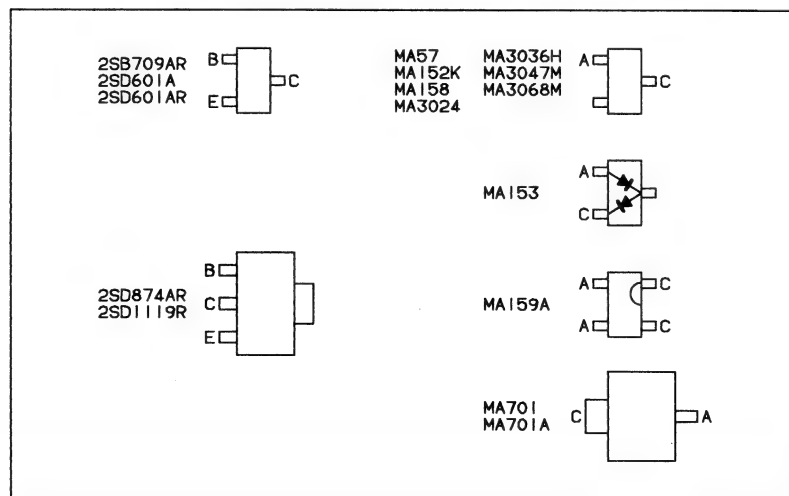 2SB709AR
2SD601A
2SD601AR
B
E
C
MA57
MA152K
MA158
MA3024
MA3036H
MA3047M
MA3068M
A
C
MA153
A
C
2SD874AR
2SD1119R
B
C
E
MA159A
A
A
C
C
MA701
MA701A
C
A